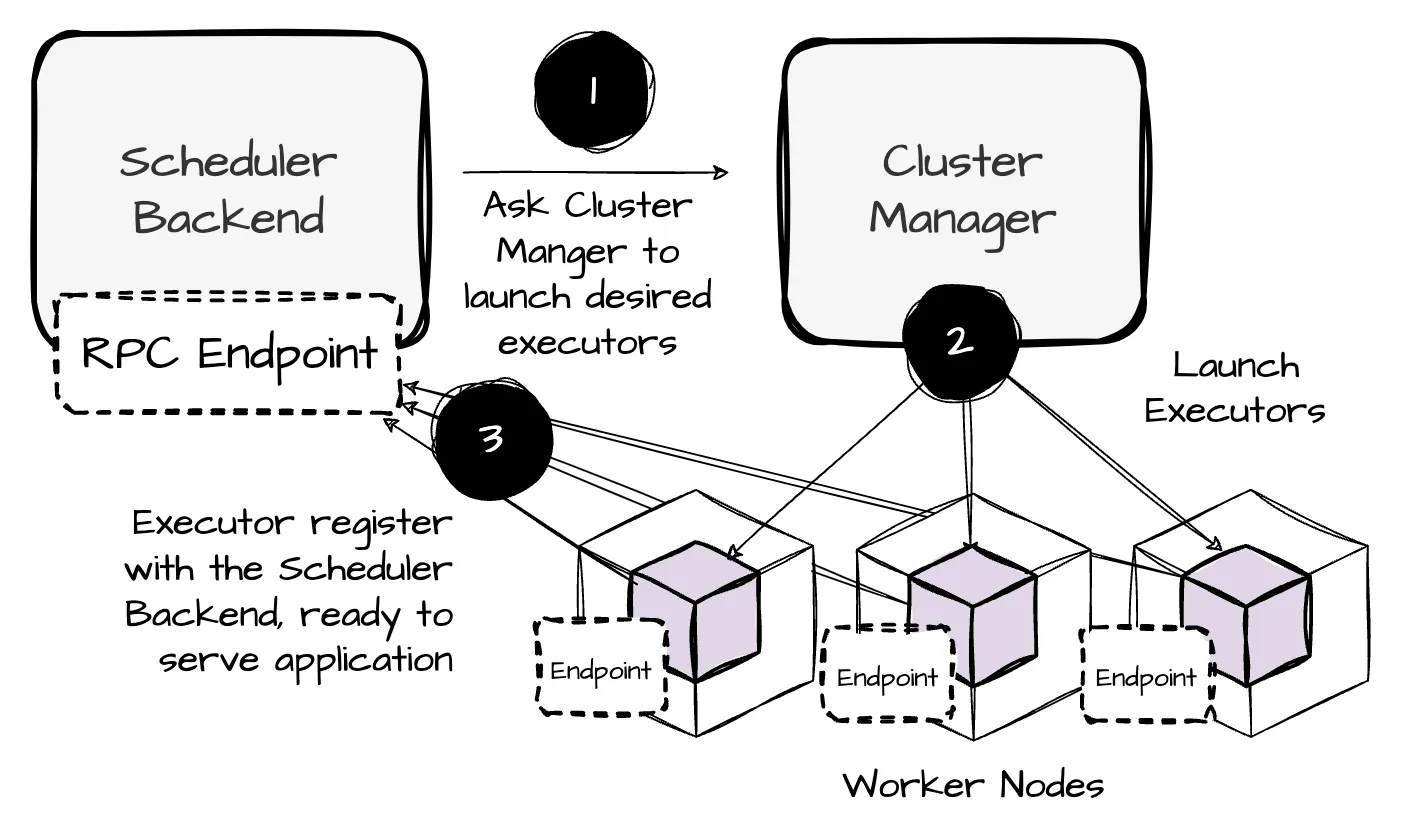 Scheduler
Backend
RPC Endpoint
1
Ask Cluster
Manger to
launch desired
executors
Cluster
Manager
2
Launch
Executors
3
Executor register
with the Scheduler
Backend, ready to
serve application
Endpoint
Endpoint
Endpoint
Worker Nodes